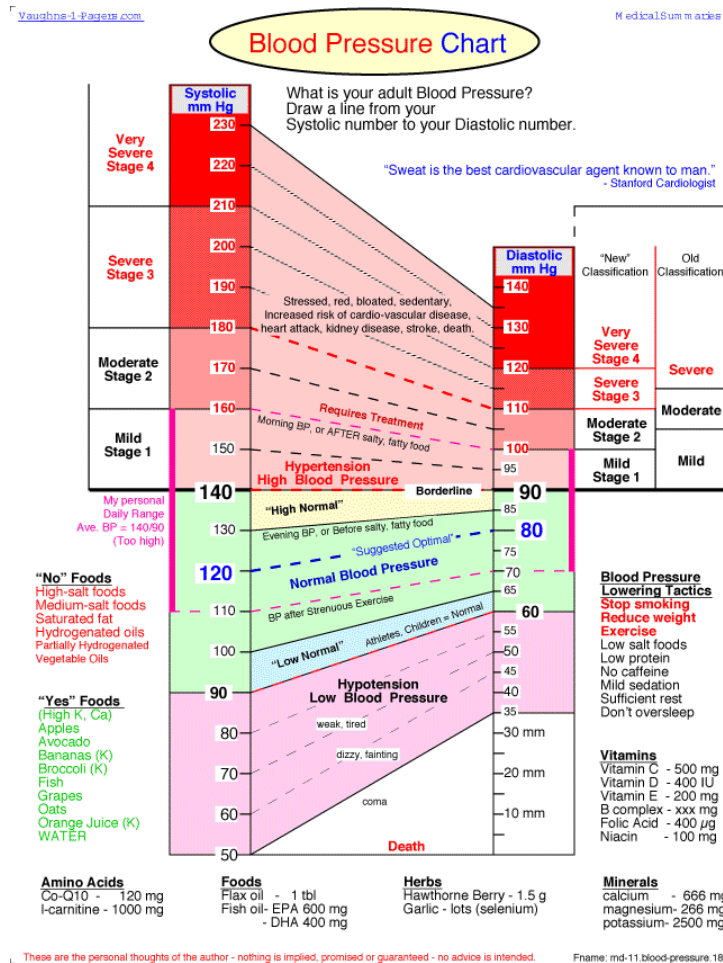 Vaughns-1-Pagers.com
MedicalSummaries
Blood Pressure Chart
What is your adult Blood Pressure?
Draw a line from your
Systolic number to your Diastolic number.
"Sweat is the best cardiovascular agent known to man."
- Stanford Cardiologist
Systolic
mm Hg
230
220
210
200
190
180
170
160
150
140
130
120
110
100
90
80
70
60
50
Very
Severe
Stage 4
Severe
Stage 3
Moderate
Stage 2
Mild
Stage 1
My personal
Daily Range
Ave. BP = 140/90
(Too high)
Stressed, red, bloated, sedentary,
Increased risk of cardio-vascular disease,
heart attack, kidney disease, stroke, death.
Requires Treatment
Morning BP, or AFTER salty, fatty food
Hypertension
High Blood Pressure
Borderline
"High Normal"
Evening BP, or Before salty, fatty food
"Suggested Optimal"
Normal Blood Pressure
BP after Strenuous Exercise
"Low Normal"
Athletes, Children = Normal
Hypotension
Low Blood Pressure
weak, tired
dizzy, fainting
coma
Death
Diastolic
mm Hg
140
130
120
110
100
95
90
85
80
75
70
65
60
55
50
45
40
35
30 mm
20 mm
10 mm
"New"
Classification
Very
Severe
Stage 4
Severe
Stage 3
Moderate
Stage 2
Mild
Stage 1
Old
Classification
Severe
Moderate
Mild
"No" Foods
High-salt foods
Medium-salt foods
Saturated fat
Hydrogenated oils
Partially Hydrogenated
Vegetable Oils
"Yes" Foods
(High K, Ca)
Apples
Avocado
Bananas (K)
Broccoli (K)
Fish
Grapes
Oats
Orange Juice (K)
WATER
Blood Pressure
Lowering Tactics
Stop smoking
Reduce weight
Exercise
Low salt foods
Low protein
No caffeine
Mild sedation
Sufficient rest
Don't oversleep
Vitamins
Vitamin C - 500 mg
Vitamin D - 400 IU
Vitamin E - 200 mg
B complex - xxx mg
Folic Acid - 400 µg
Niacin - 100 mg
Amino Acids
Co-Q10 - 120 mg
l-carnitine - 1000 mg
Foods
Flax oil - 1 tbl
Fish oil- EPA 600 mg
- DHA 400 mg
Herbs
Hawthorne Berry - 1.5 g
Garlic - lots (selenium)
Minerals
calcium - 666 mg
magnesium- 266 mg
potassium- 2500 mg
These are the personal thoughts of the author - nothing is implied, promised or guaranteed - no advice is intended.
Fname: md-11.blood-pressure.18